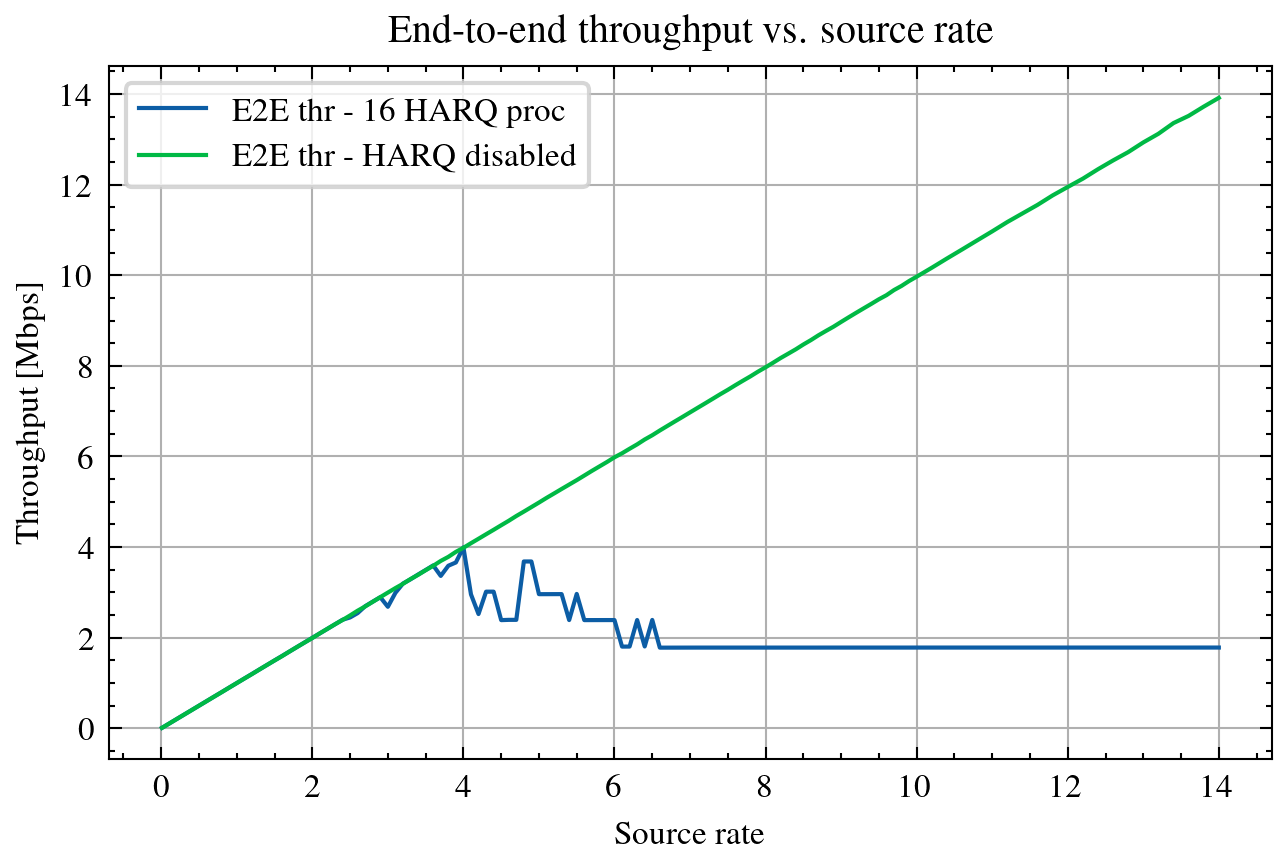 End-to-end throughput vs. source rate
E2E thr - 16 HARQ proc
E2E thr - HARQ disabled
Throughput [Mbps]
14
12
10
8
6
4
2
0
0 2 4 6 8 10 12 14
Source rate